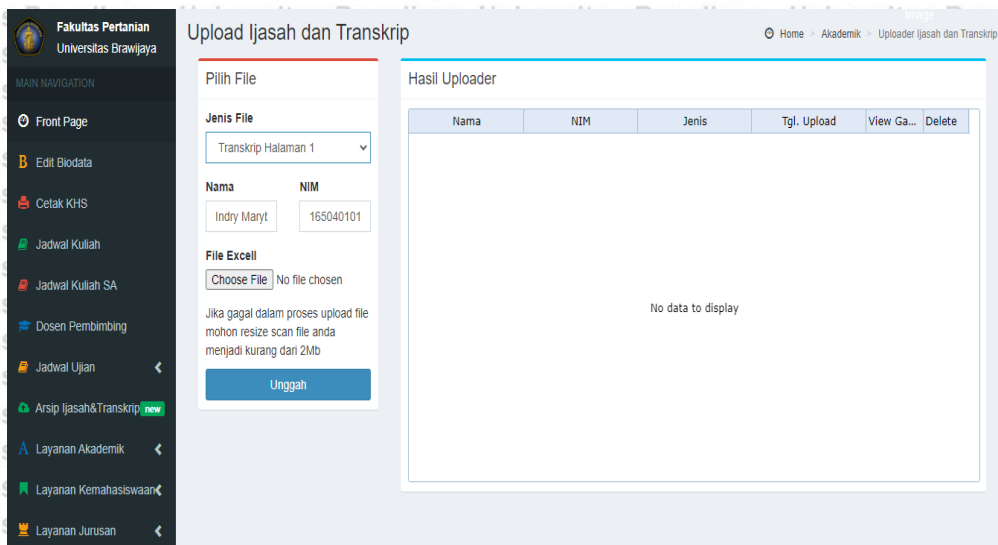 Fakultas Pertanian
Universitas Brawijaya
MAIN NAVIGATION
Front Page
Edit Biodata
Cetak KHS
Jadwal Kuliah
Jadwal Kuliah SA
Dosen Pembimbing
Jadwal Ujian
Arsip Ijasah&Transkrip new
Layanan Akademik
Layanan Kemahasiswaan
Layanan Jurusan
Upload Ijasah dan Transkrip
Image
Home > Akademik > Uploader Ijasah dan Transkrip
Pilih File
Jenis File
Transkrip Halaman 1
Nama NIM
Indry Maryt 165040101
File Excell
Choose File No file chosen
Jika gagal dalam proses upload file
mohon resize scan file anda
menjadi kurang dari 2Mb
Unggah
Hasil Uploader
Nama NIM Jenis Tgl. Upload View Ga... Delete
No data to display